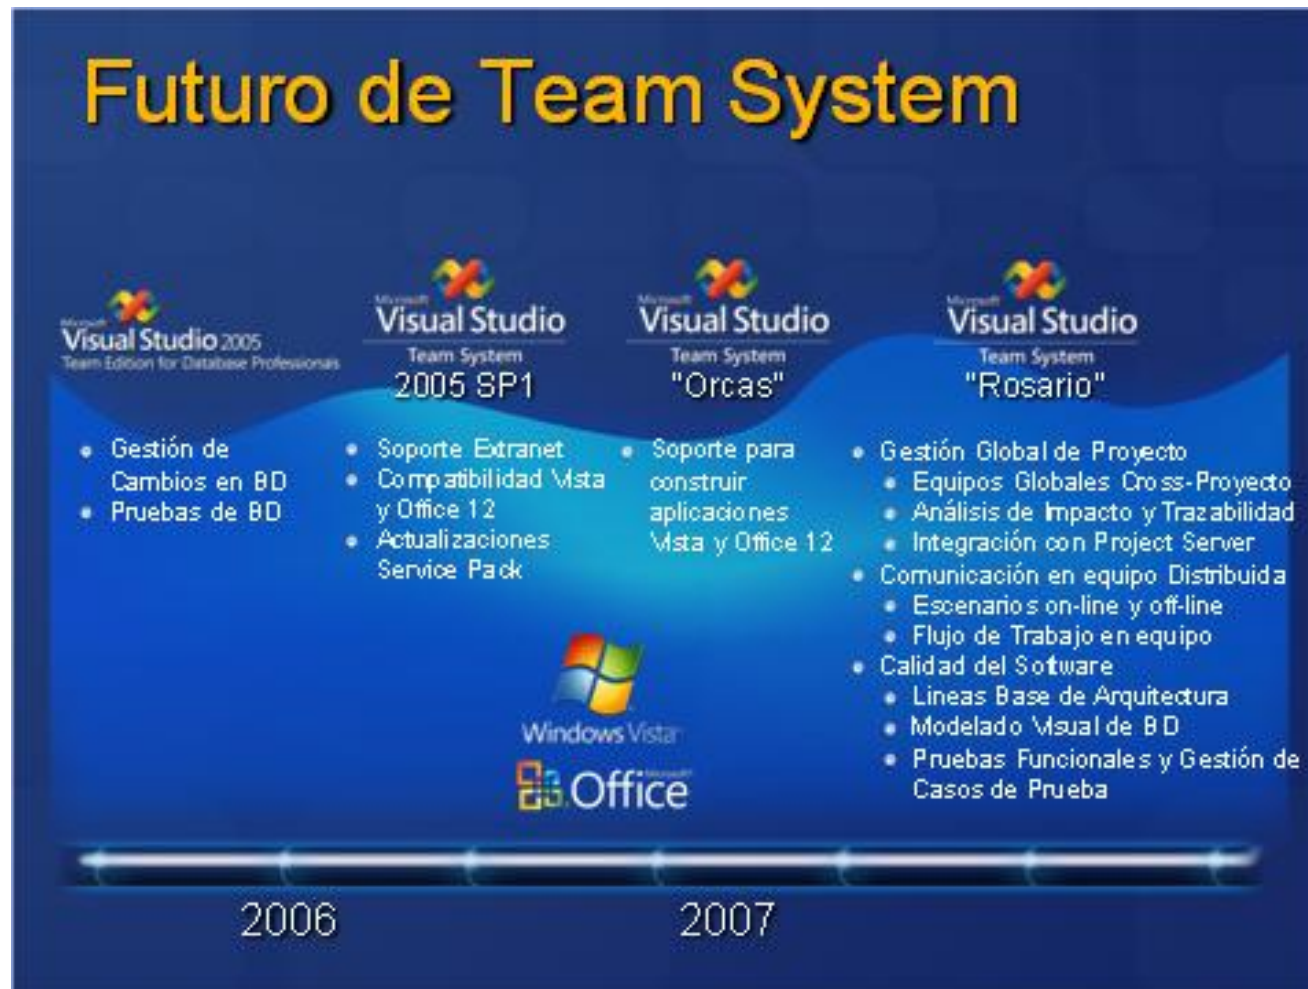 Futuro de Team System
Microsoft
Visual Studio 2005
Team Edition for Database Professionals
Gestión de
Cambios en BD
Pruebas de BD
Microsoft
Visual Studio
Team System
2005 SP1
Soporte Extranet
Compatibilidad Vista
y Office 12
Actualizaciones
Service Pack
Microsoft
Visual Studio
Team System
"Orcas"
Soporte para
construir
aplicaciones
Vista y Office 12
Microsoft
Visual Studio
Team System
"Rosario"
Gestión Global de Proyecto
Equipos Globales Cross-Proyecto
Análisis de Impacto y Trazabilidad
Integración con Project Server
Comunicación en equipo Distribuida
Escenarios on-line y off-line
Flujo de Trabajo en equipo
Calidad del Software
Lineas Base de Arquitectura
Modelado Visual de BD
Pruebas Funcionales y Gestión de
Casos de Prueba
Windows Vista
Microsoft
Office
2006
2007